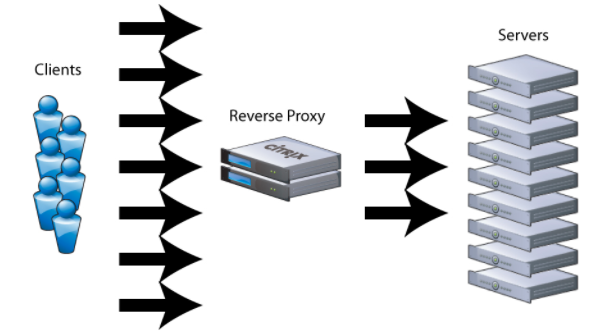 Clients
Reverse Proxy
Servers
CITRIX